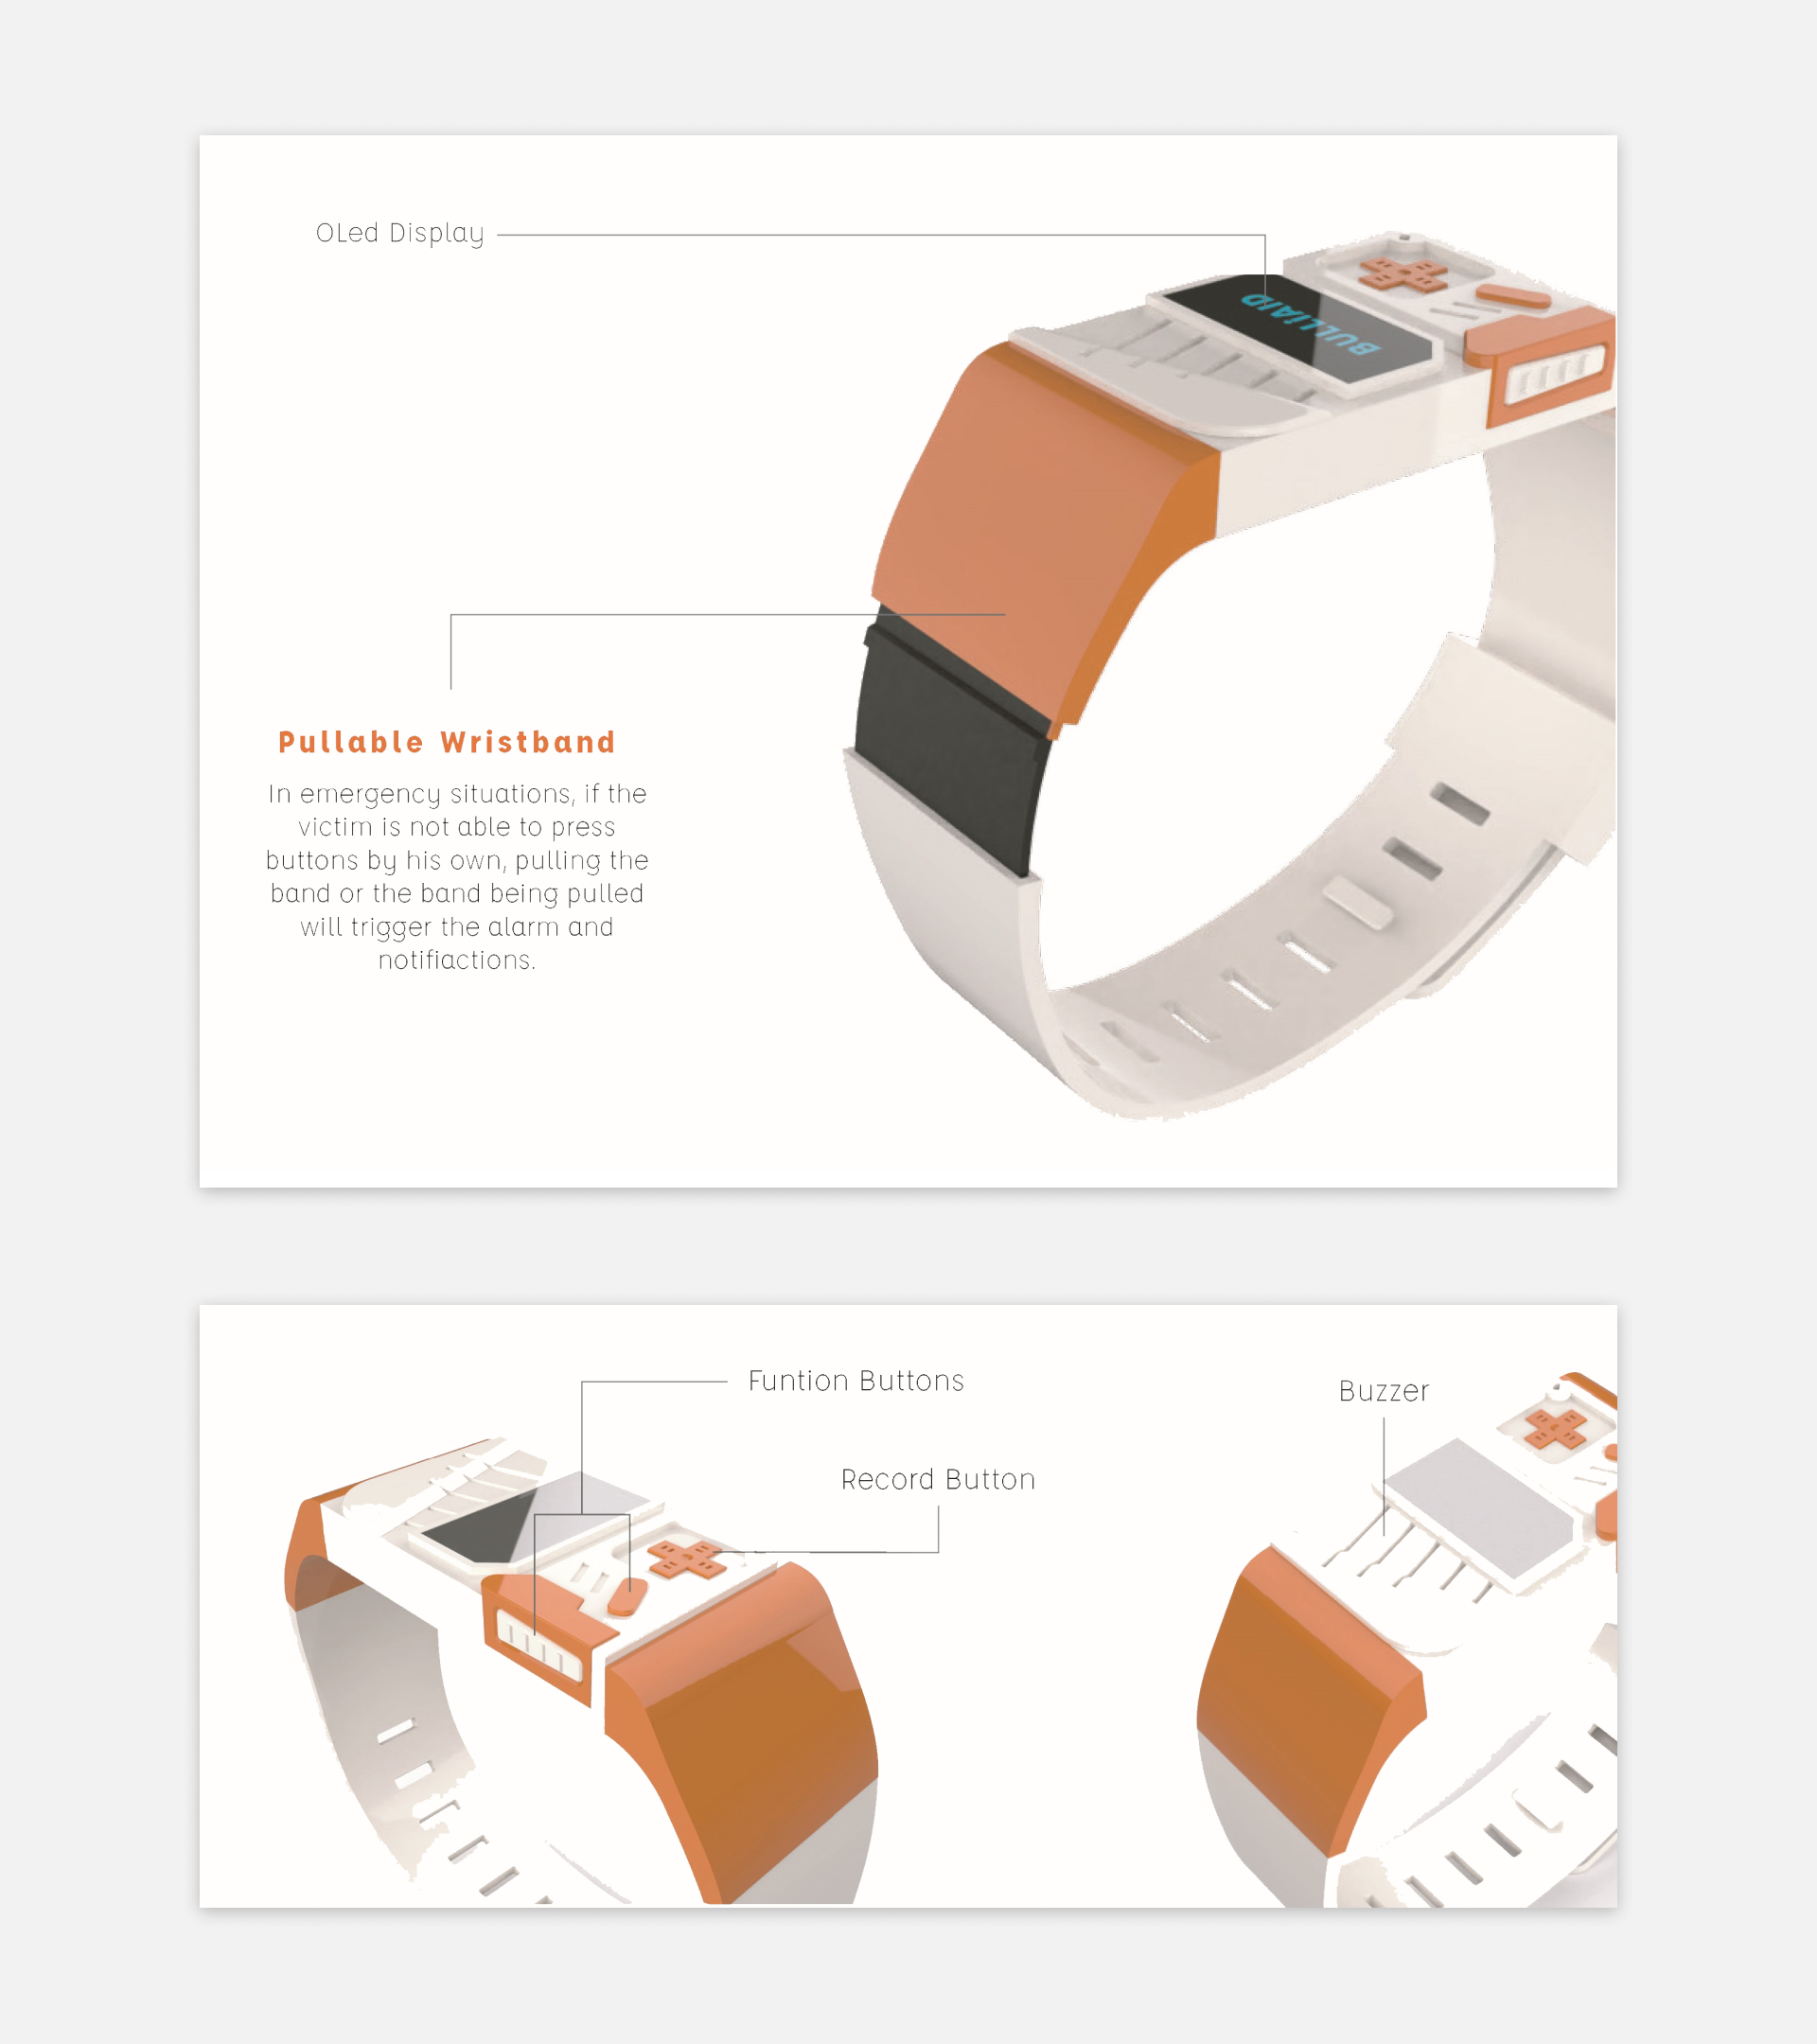 OLed Display
BULLIAID
Pullable Wristband
In emergency situations, if the
victim is not able to press
buttons by his own, pulling the
band or the band being pulled
will trigger the alarm and
notifiactions.
Funtion Buttons
Buzzer
Record Button